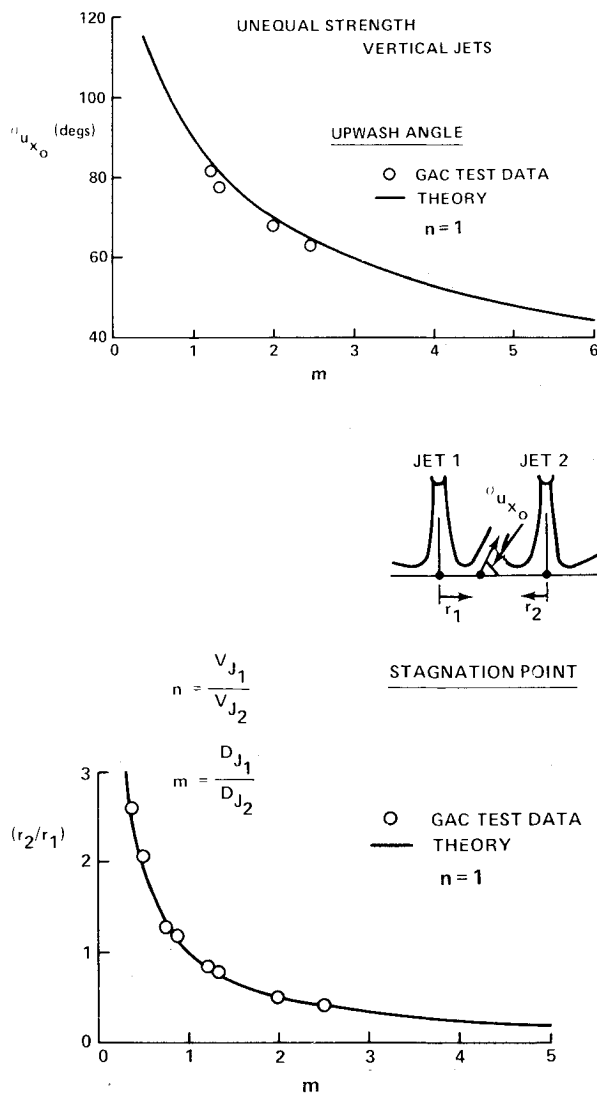 UNEQUAL STRENGTH
VERTICAL JETS
120
100
80
60
40
θuxo (degs)
UPWASH ANGLE
GAC TEST DATA
THEORY
n = 1
0 1 2 3 4 5 6
m
JET 1 JET 2
θuxo
r1 r2
n = VJ1 / VJ2
STAGNATION POINT
m = DJ1 / DJ2
3
2
1
0
(r2/r1)
GAC TEST DATA
THEORY
n = 1
0 1 2 3 4 5
m